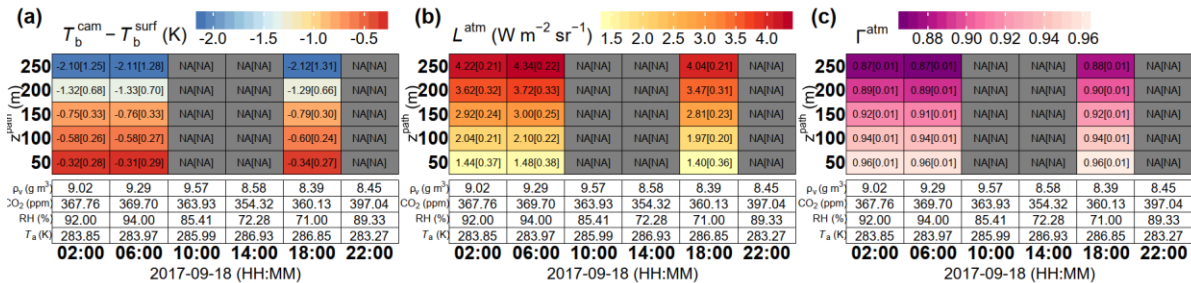 (a) T_b^cam − T_b^surf (K) -2.0 -1.5 -1.0 -0.5
250 -2.10[1.25] -2.11[1.28] NA[NA] NA[NA] -2.12[1.31] NA[NA]
200 -1.32[0.68] -1.33[0.70] NA[NA] NA[NA] -1.29[0.66] NA[NA]
150 -0.75[0.33] -0.76[0.33] NA[NA] NA[NA] -0.79[0.30] NA[NA]
100 -0.58[0.26] -0.58[0.27] NA[NA] NA[NA] -0.60[0.24] NA[NA]
50 -0.32[0.28] -0.31[0.29] NA[NA] NA[NA] -0.34[0.27] NA[NA]
z^path (m)
ρ_v (g m³) 9.02 9.29 9.57 8.58 8.39 8.45
CO₂ (ppm) 367.76 369.70 363.93 354.32 360.13 397.04
RH (%) 92.00 94.00 85.41 72.28 71.00 89.33
T_a (K) 283.85 283.97 285.99 286.93 286.85 283.27
02:00 06:00 10:00 14:00 18:00 22:00
2017-09-18 (HH:MM)
(b) L^atm (W m⁻² sr⁻¹) 1.5 2.0 2.5 3.0 3.5 4.0
250 4.22[0.21] 4.34[0.22] NA[NA] NA[NA] 4.04[0.21] NA[NA]
200 3.62[0.32] 3.72[0.33] NA[NA] NA[NA] 3.47[0.31] NA[NA]
150 2.92[0.24] 3.00[0.25] NA[NA] NA[NA] 2.81[0.23] NA[NA]
100 2.04[0.21] 2.10[0.22] NA[NA] NA[NA] 1.97[0.20] NA[NA]
50 1.44[0.37] 1.48[0.38] NA[NA] NA[NA] 1.40[0.36] NA[NA]
z^path (m)
ρ_v (g m³) 9.02 9.29 9.57 8.58 8.39 8.45
CO₂ (ppm) 367.76 369.70 363.93 354.32 360.13 397.04
RH (%) 92.00 94.00 85.41 72.28 71.00 89.33
T_a (K) 283.85 283.97 285.99 286.93 286.85 283.27
02:00 06:00 10:00 14:00 18:00 22:00
2017-09-18 (HH:MM)
(c) Γ^atm 0.88 0.90 0.92 0.94 0.96
250 0.87[0.01] 0.87[0.01] NA[NA] NA[NA] 0.88[0.01] NA[NA]
200 0.89[0.01] 0.89[0.01] NA[NA] NA[NA] 0.90[0.01] NA[NA]
150 0.92[0.01] 0.91[0.01] NA[NA] NA[NA] 0.92[0.01] NA[NA]
100 0.94[0.01] 0.94[0.01] NA[NA] NA[NA] 0.94[0.01] NA[NA]
50 0.96[0.01] 0.96[0.01] NA[NA] NA[NA] 0.96[0.01] NA[NA]
z^path (m)
ρ_v (g m³) 9.02 9.29 9.57 8.58 8.39 8.45
CO₂ (ppm) 367.76 369.70 363.93 354.32 360.13 397.04
RH (%) 92.00 94.00 85.41 72.28 71.00 89.33
T_a (K) 283.85 283.97 285.99 286.93 286.85 283.27
02:00 06:00 10:00 14:00 18:00 22:00
2017-09-18 (HH:MM)